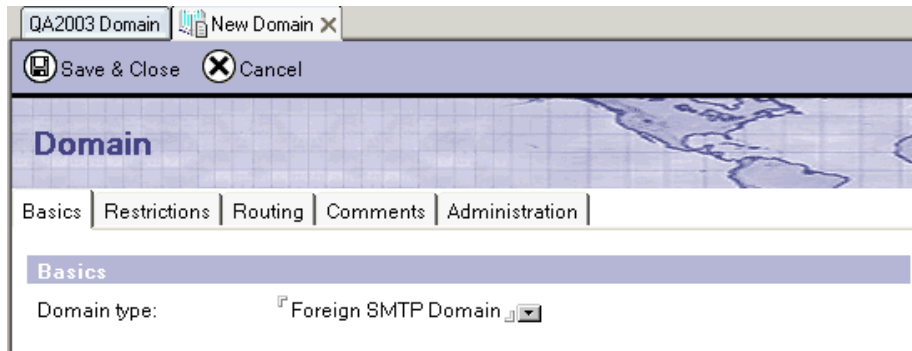 QA2003 Domain New Domain
Save & Close Cancel
Domain
Basics Restrictions Routing Comments Administration
Basics
Domain type: Foreign SMTP Domain